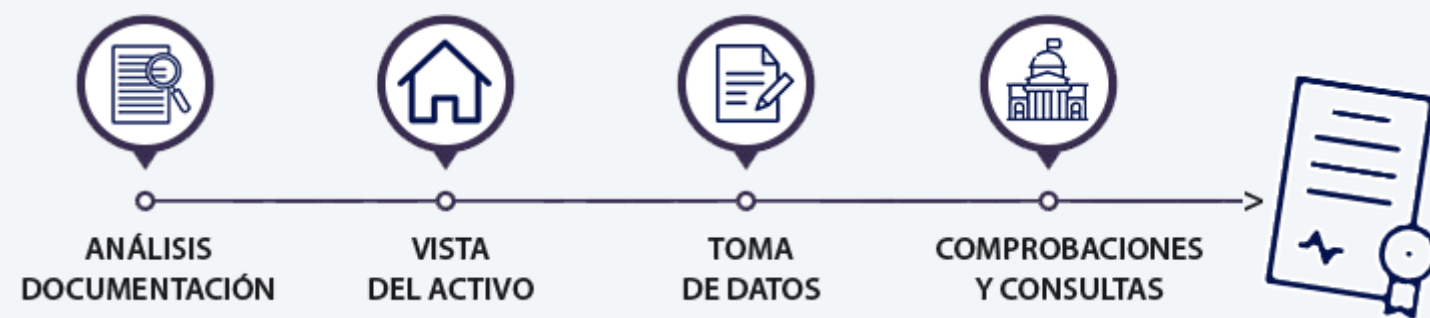 ANÁLISIS
DOCUMENTACIÓN
VISTA
DEL ACTIVO
TOMA
DE DATOS
COMPROBACIONES
Y CONSULTAS